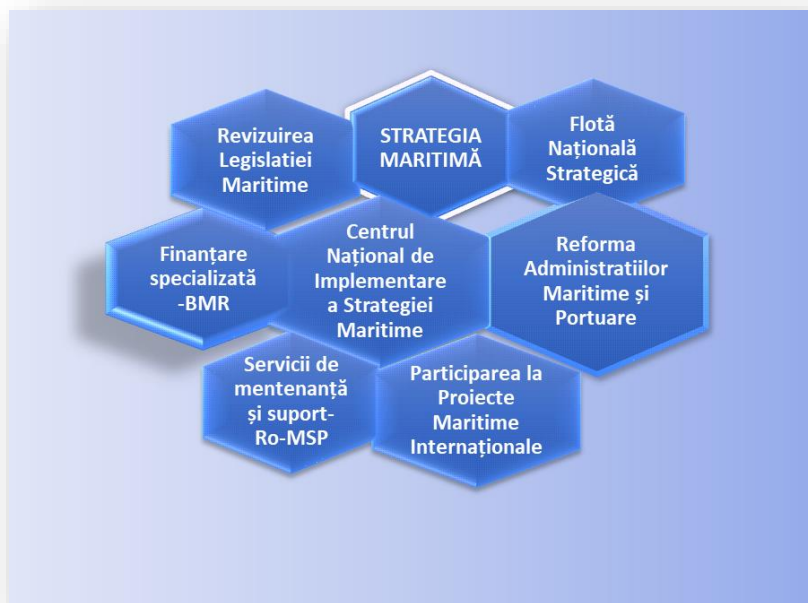 Revizuirea
Legislatiei
Maritime
STRATEGIA
MARITIMĂ
Flotă
Națională
Strategică
Finanțare
specializată
-BMR
Centrul
Național de
Implementare
a Strategiei
Maritime
Reforma
Administratiilor
Maritime și
Portuare
Servicii de
mentenanță
și suport-
Ro-MSP
Participarea la
Proiecte
Maritime
Internaționale